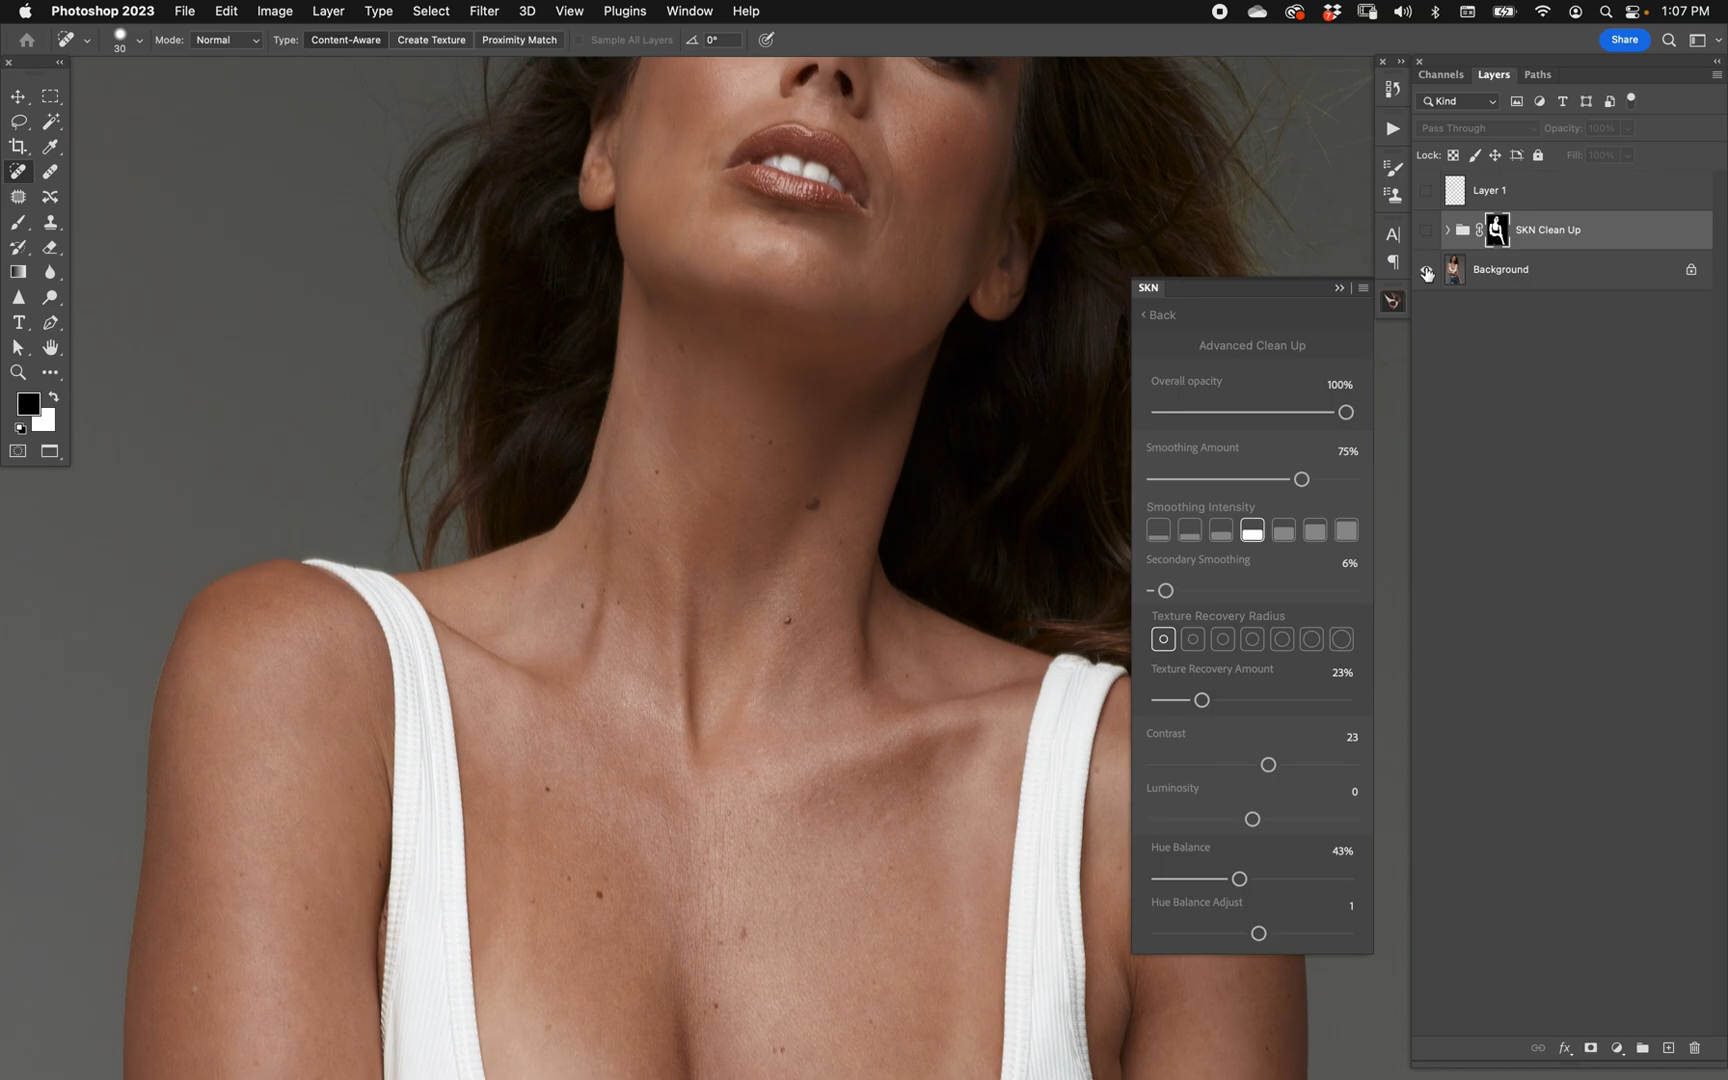 Photoshop 2023 File Edit Image Layer Type Select Filter 3D View Plugins Window Help 7 1:07 PM
30 Mode: Normal Type: Content-Aware Create Texture Proximity Match Sample All Layers 0° Share
Channels Layers Paths
Kind
Pass Through Opacity: 100%
Lock: Fill: 100%
Layer 1
SKN Clean Up
Background
SKN
Back
Advanced Clean Up
Overall opacity 100%
Smoothing Amount 75%
Smoothing Intensity
Secondary Smoothing 6%
Texture Recovery Radius
Texture Recovery Amount 23%
Contrast 23
Luminosity 0
Hue Balance 43%
Hue Balance Adjust 1
fx